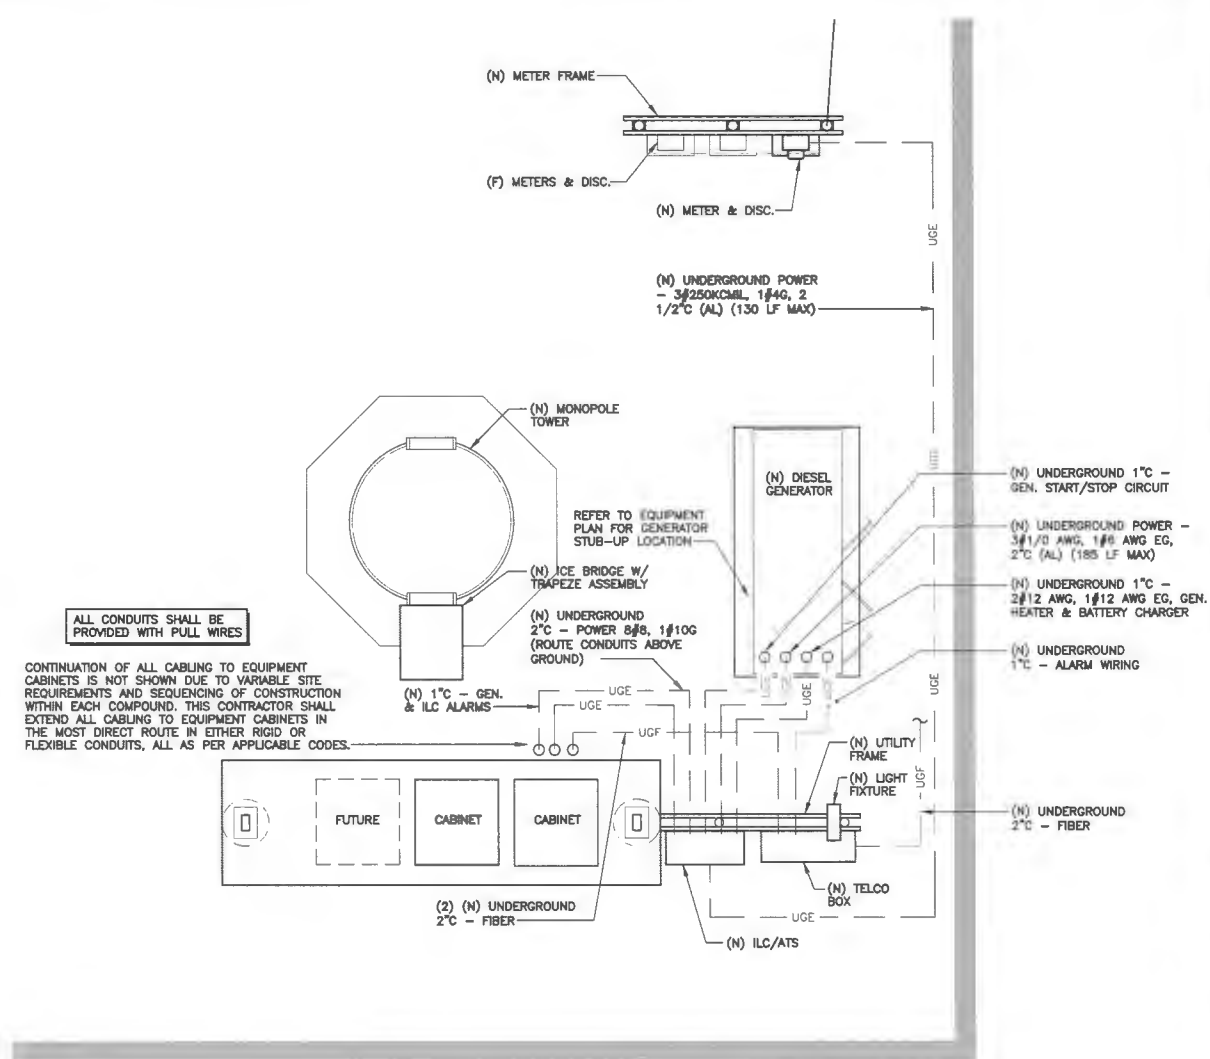 (N) METER FRAME
(F) METERS & DISC.
(N) METER & DISC.
UGE
(N) UNDERGROUND POWER
- 3#250KCMIL, 1#4G, 2
1/2"C (AL) (130 LF MAX)
(N) MONOPOLE
TOWER
(N) DIESEL
GENERATOR
REFER TO EQUIPMENT
PLAN FOR GENERATOR
STUB-UP LOCATION
(N) UNDERGROUND 1"C -
GEN. START/STOP CIRCUIT
(N) UNDERGROUND POWER -
3#1/0 AWG, 1#6 AWG EG,
2"C (AL) (185 LF MAX)
(N) UNDERGROUND 1"C -
2#12 AWG, 1#12 AWG EG, GEN.
HEATER & BATTERY CHARGER
(N) UNDERGROUND
1"C - ALARM WIRING
(N) ICE BRIDGE W/
TRAPEZE ASSEMBLY
(N) UNDERGROUND
2"C - POWER 8#8, 1#10G
(ROUTE CONDUITS ABOVE
GROUND)
ALL CONDUITS SHALL BE
PROVIDED WITH PULL WIRES
CONTINUATION OF ALL CABLING TO EQUIPMENT
CABINETS IS NOT SHOWN DUE TO VARIABLE SITE
REQUIREMENTS AND SEQUENCING OF CONSTRUCTION
WITHIN EACH COMPOUND. THIS CONTRACTOR SHALL
EXTEND ALL CABLING TO EQUIPMENT CABINETS IN
THE MOST DIRECT ROUTE IN EITHER RIGID OR
FLEXIBLE CONDUITS, ALL AS PER APPLICABLE CODES.
(N) 1"C - GEN.
& ILC ALARMS
UGE
UGE
UGF
UGE
UGE
UGF
(N) UTILITY
FRAME
(N) LIGHT
FIXTURE
(N) UNDERGROUND
2"C - FIBER
FUTURE
CABINET
CABINET
(N) TELCO
BOX
(2) (N) UNDERGROUND
2"C - FIBER
UGE
(N) ILC/ATS